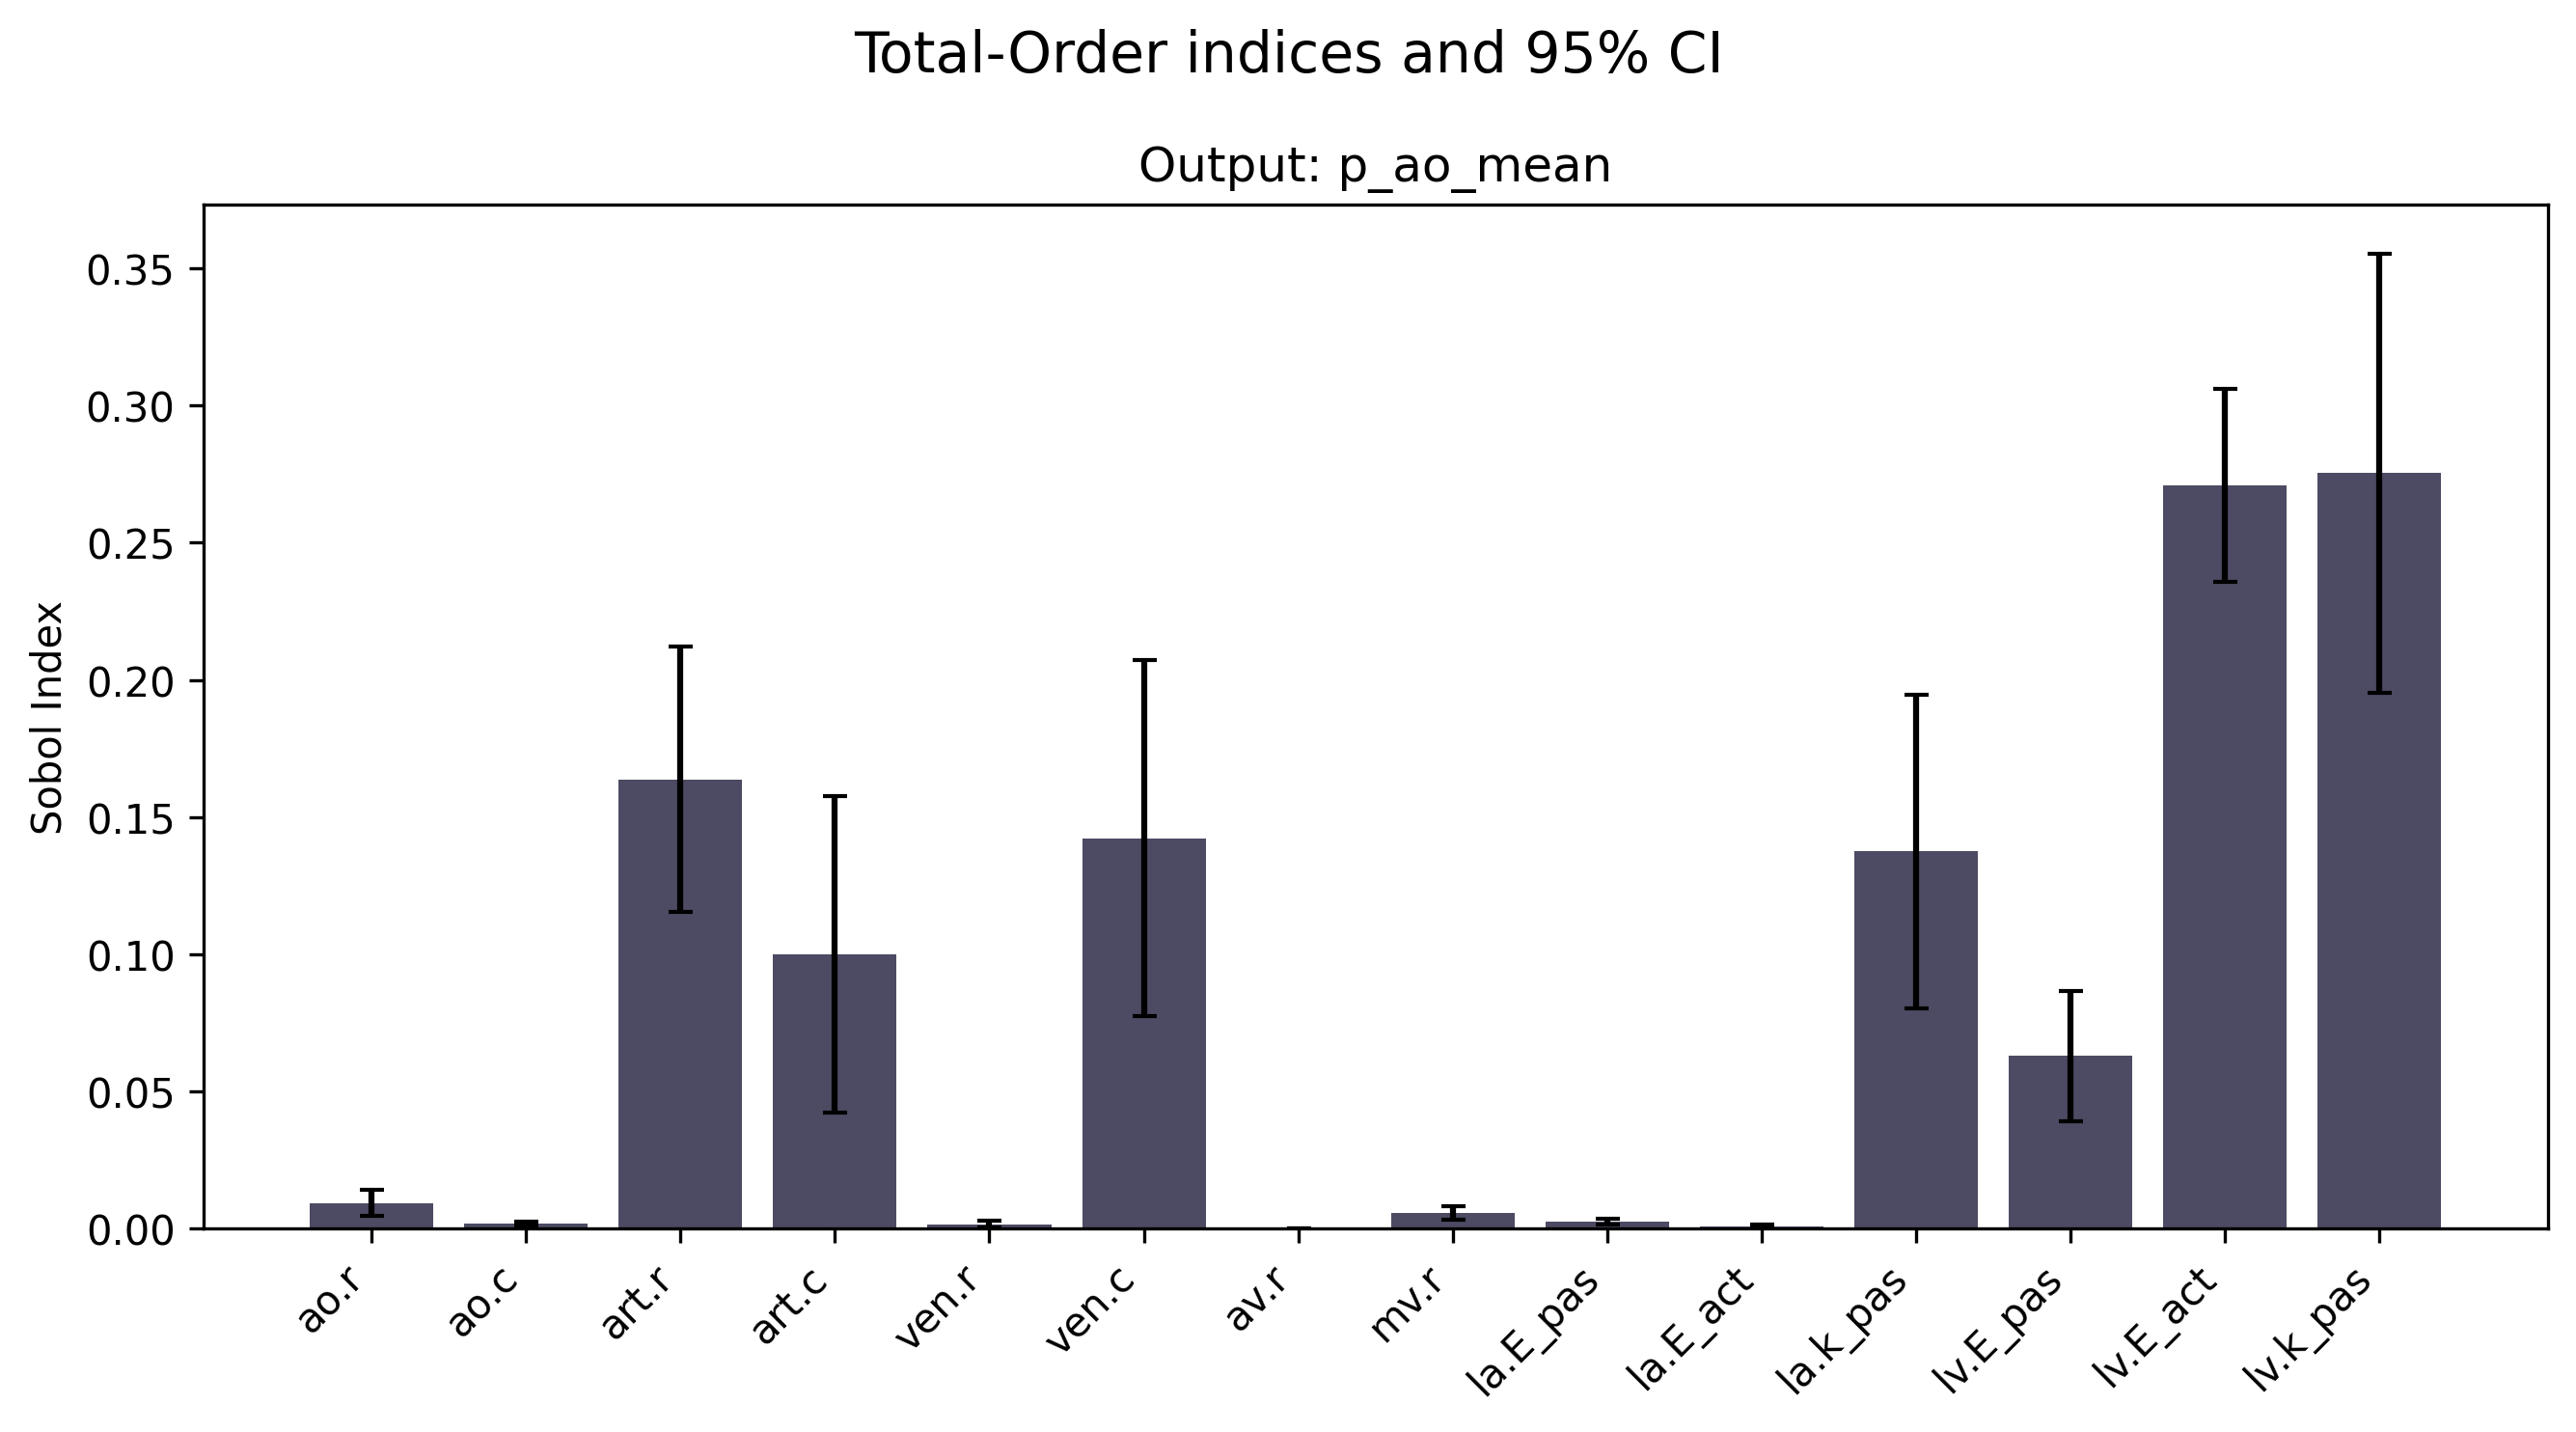 Total-Order indices and 95% CI
Output: p_ao_mean
Sobol Index
0.35
0.30
0.25
0.20
0.15
0.10
0.05
0.00
ao.r
ao.c
art.r
art.c
ven.r
ven.c
av.r
mv.r
la.E_pas
la.E_act
la.k_pas
lv.E_pas
lv.E_act
lv.k_pas